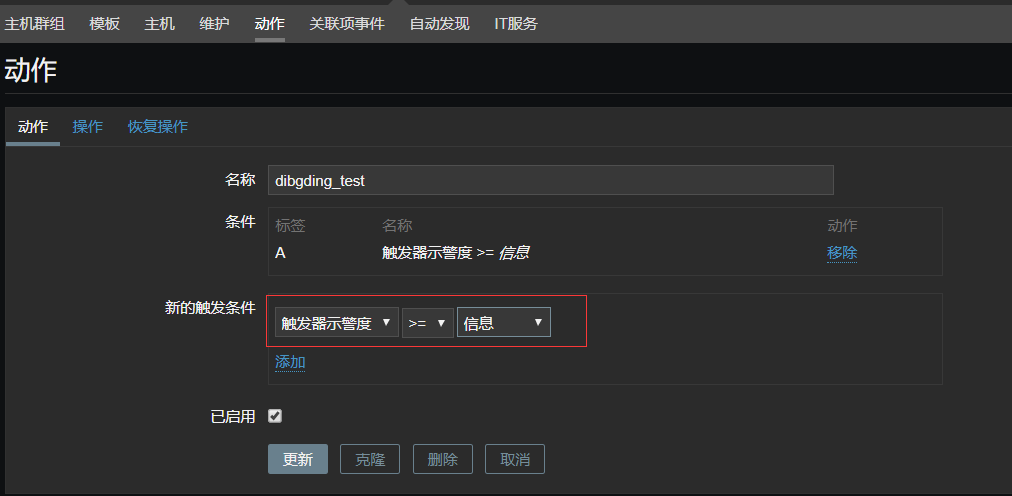 主机群组 模板 主机 维护 动作 关联项事件 自动发现 IT服务
动作
动作 操作 恢复操作
名称 dibgding_test
条件 标签 名称 动作
A 触发器示警度 >= 信息 移除
新的触发条件 触发器示警度 >= 信息
添加
已启用
更新 克隆 删除 取消